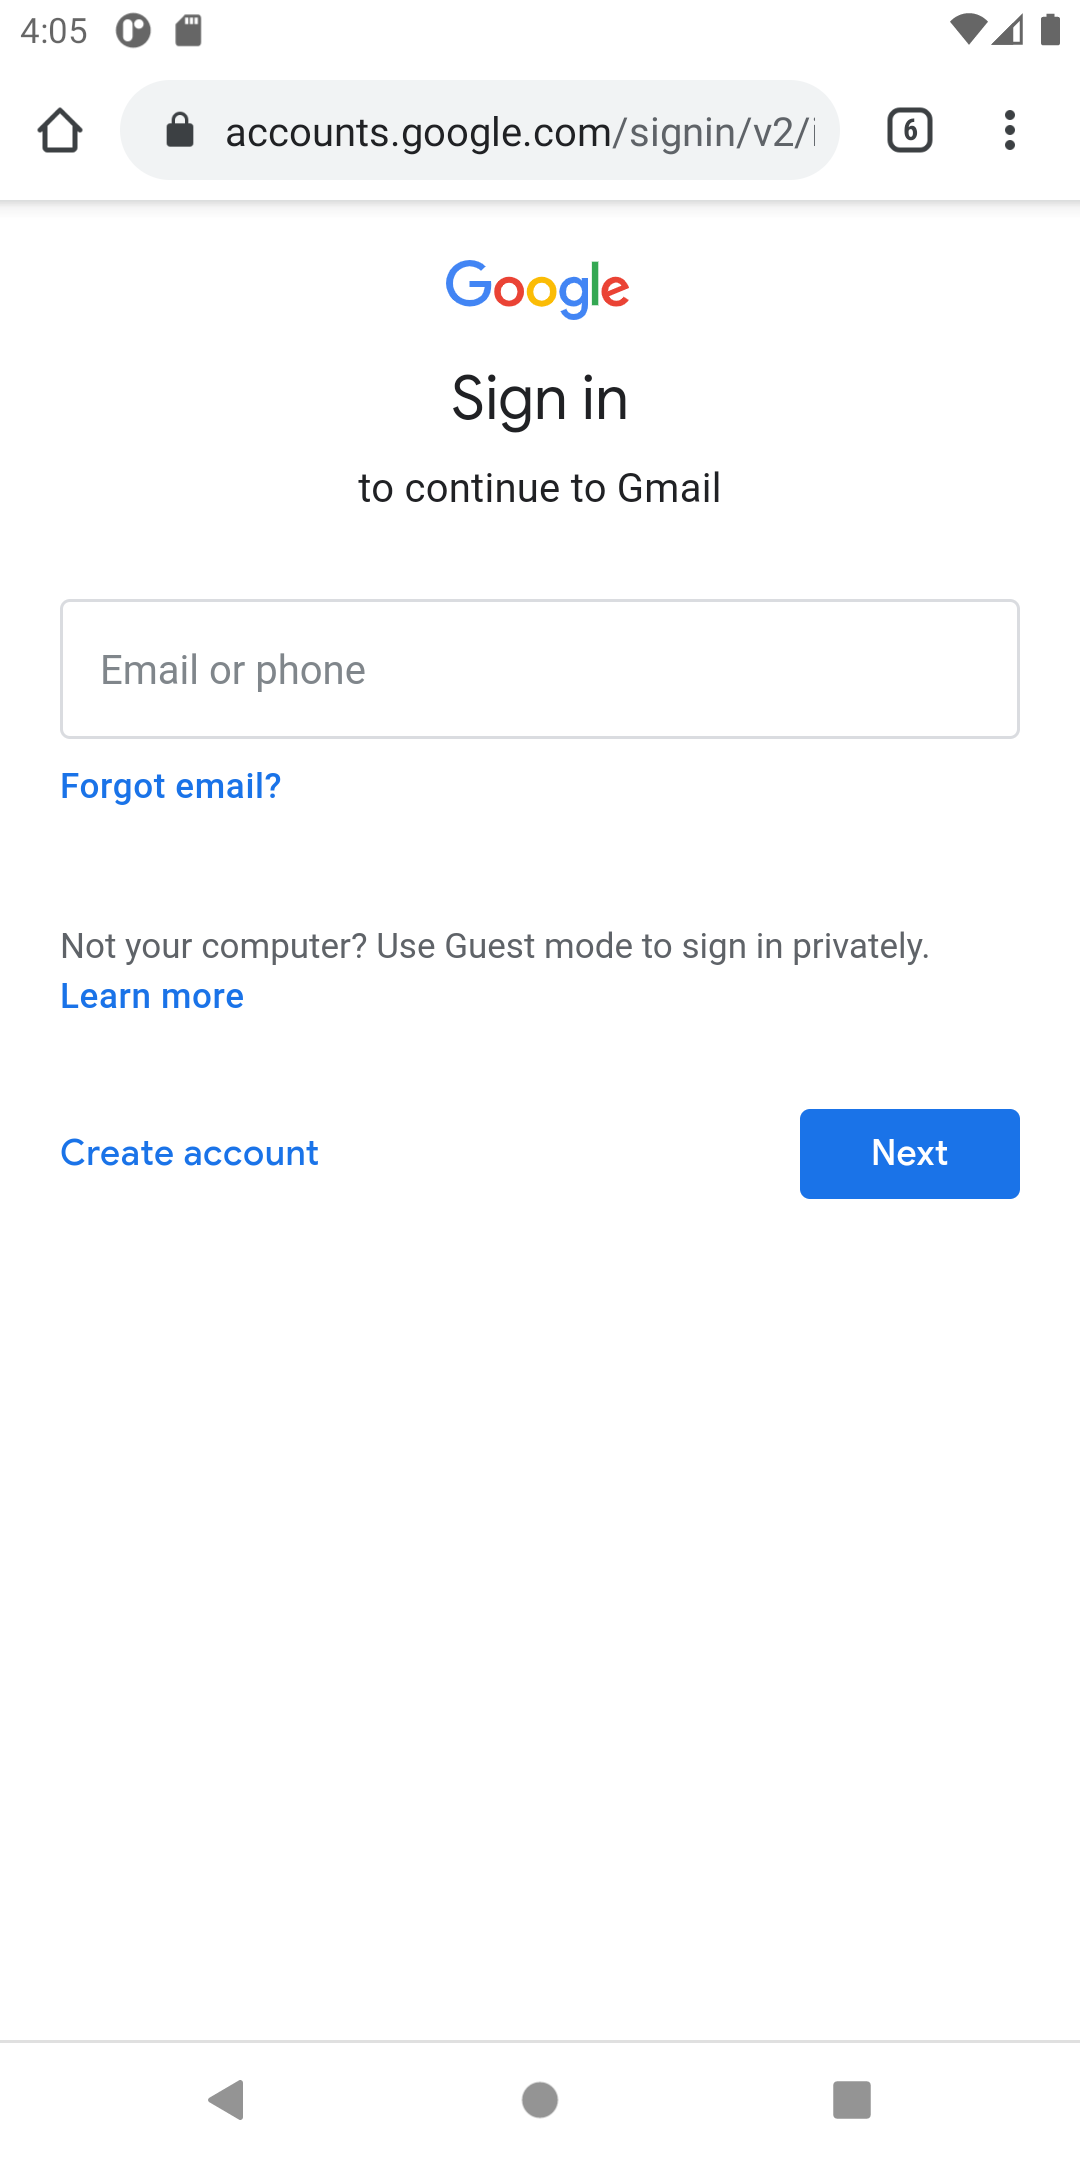 4:05
accounts.google.com/signin/v2/
6
Google
Sign in
to continue to Gmail
Email or phone
Forgot email?
Not your computer? Use Guest mode to sign in privately.
Learn more
Create account
Next